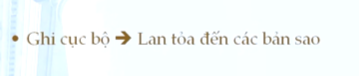 • Ghi cục bộ → Lan tỏa đến các bản sao